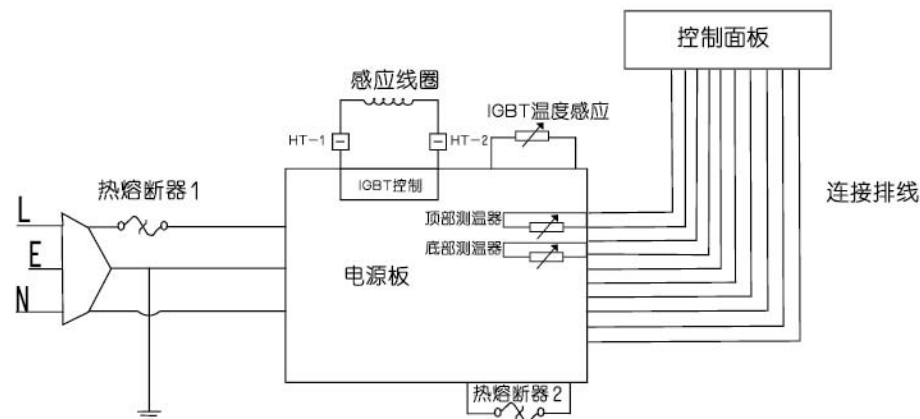 控制面板
感应线圈
IGBT温度感应
HT-1
HT-2
IGBT控制
热熔断器1
连接排线
L
顶部测温器
底部测温器
E
电源板
N
热熔断器2